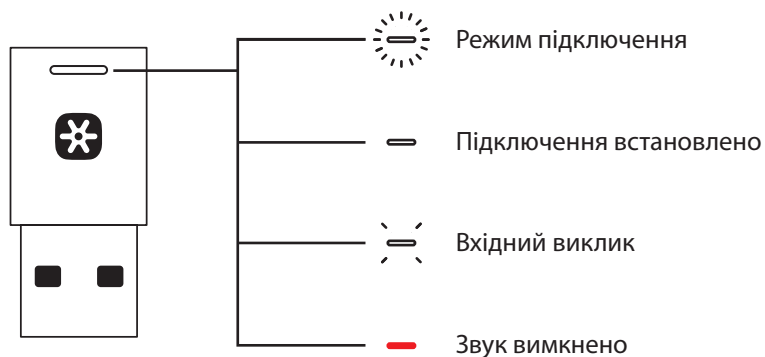 Режим підключення
Підключення встановлено
Вхідний виклик
Звук вимкнено